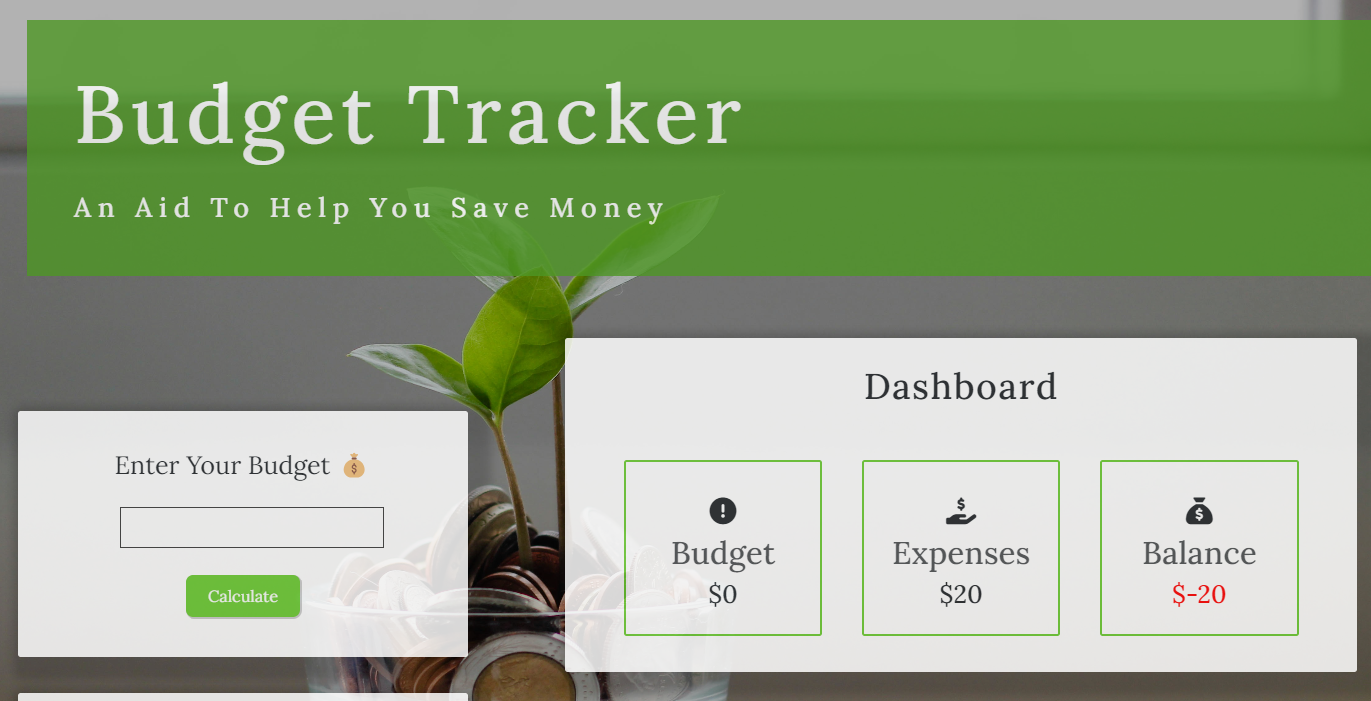 Budget Tracker
An Aid To Help You Save Money
Enter Your Budget 💰
Calculate
Dashboard
Budget
$0
Expenses
$20
Balance
$-20